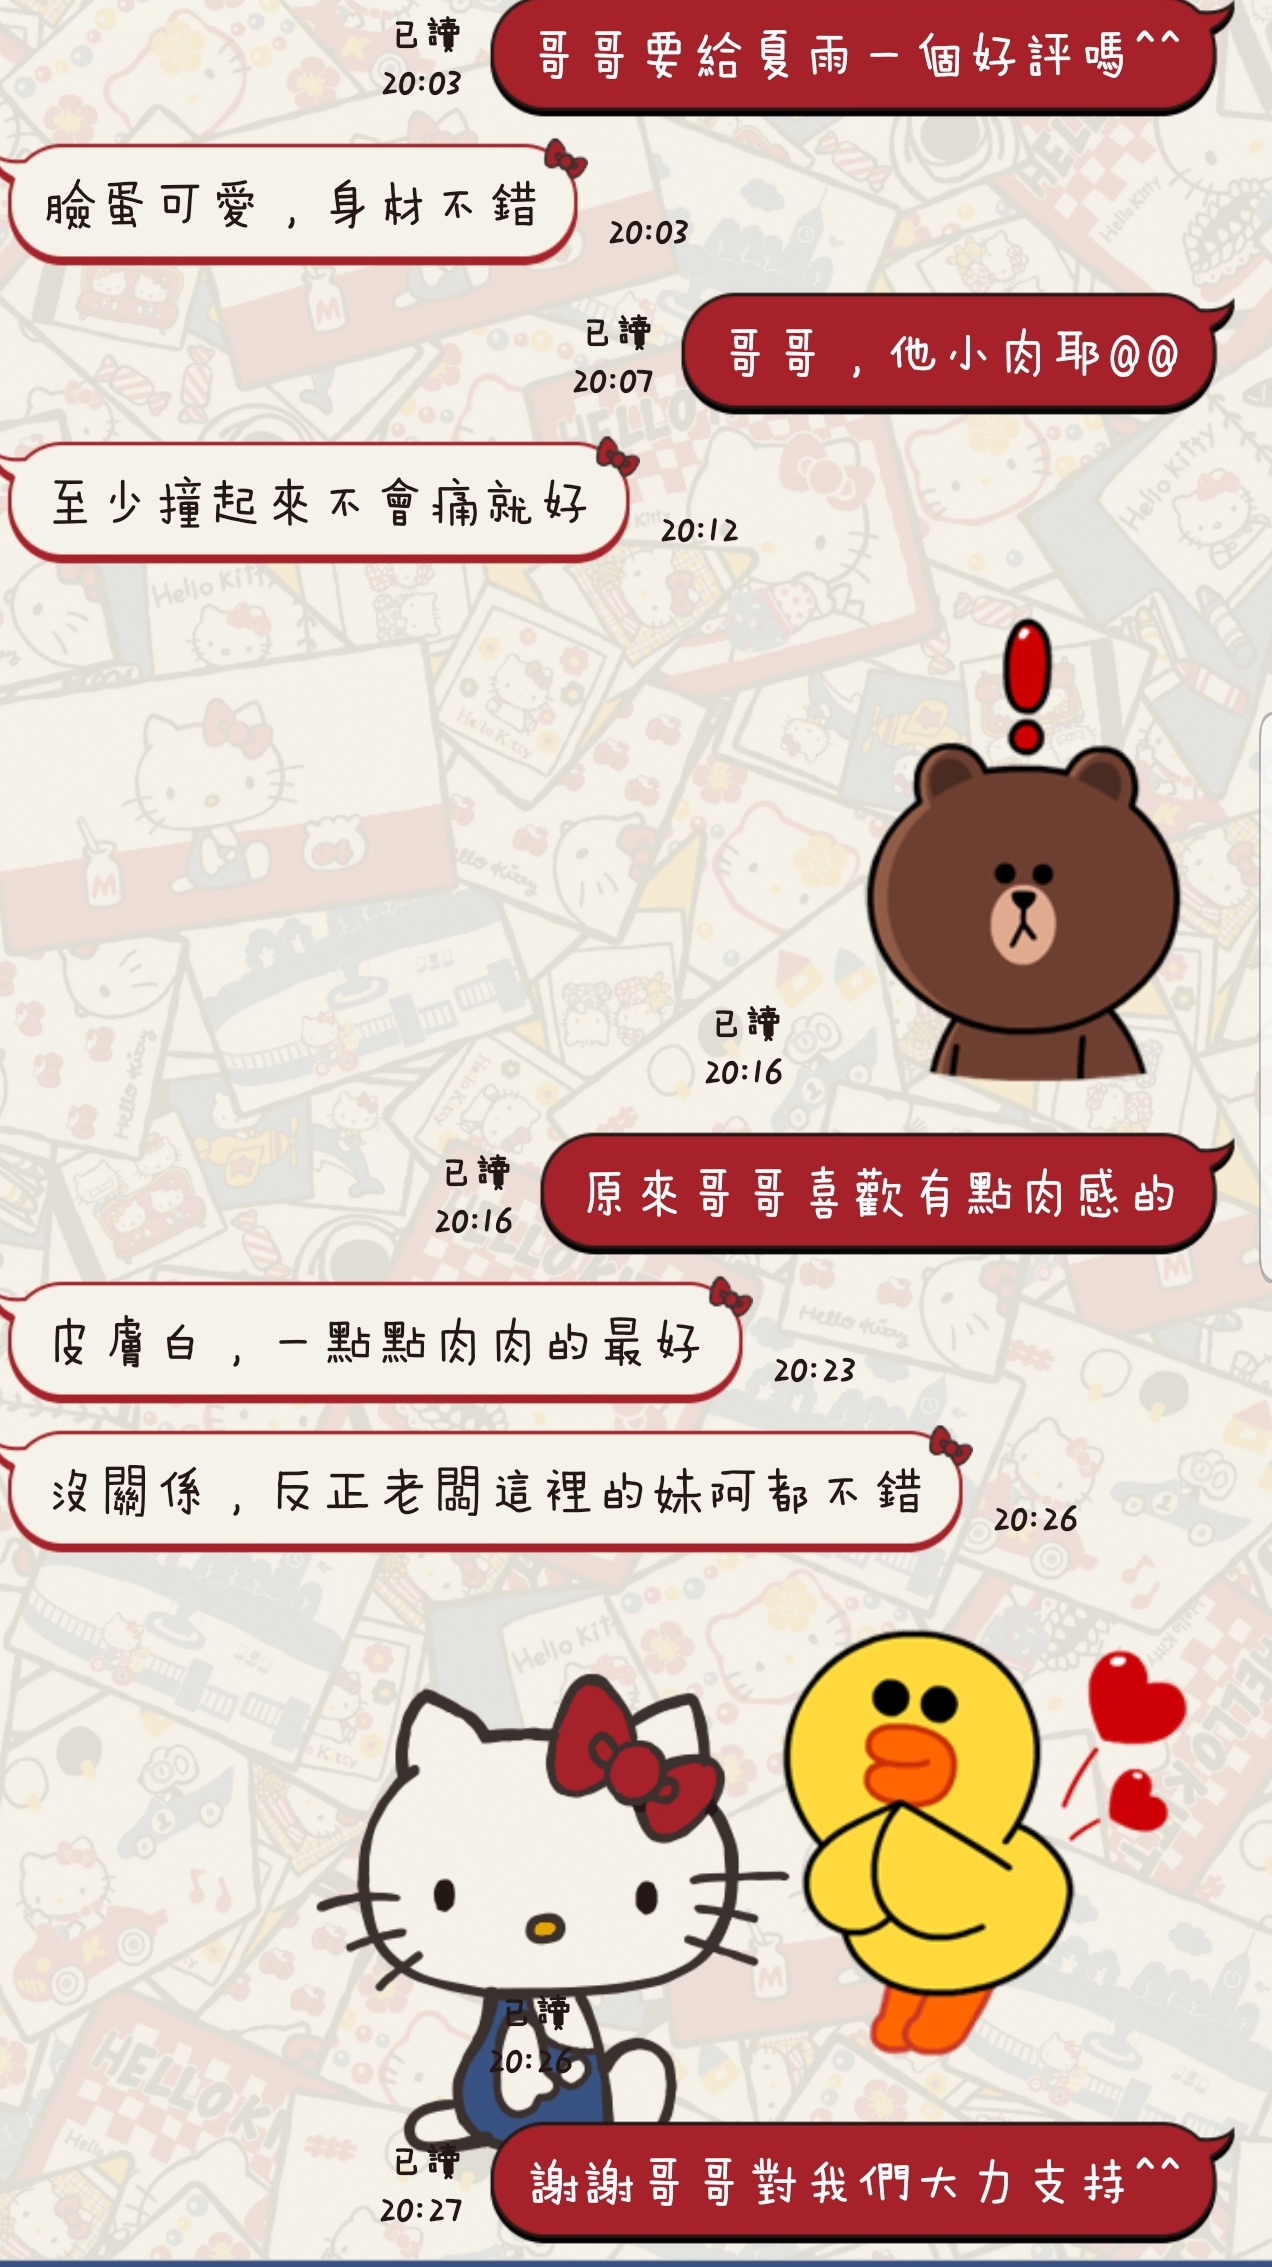 已讀
20:03
哥哥要給夏雨一個好評嗎^^
臉蛋可愛，身材不錯
20:03
已讀
20:07
哥哥，他小肉耶@@
至少撞起來不會痛就好
20:12
已讀
20:16
已讀
20:16
原來哥哥喜歡有點肉感的
皮膚白，一點點肉肉的最好
20:23
沒關係，反正老闆這裡的妹阿都不錯
20:26
已讀
20:26
已讀
20:27
謝謝哥哥對我們大力支持^^